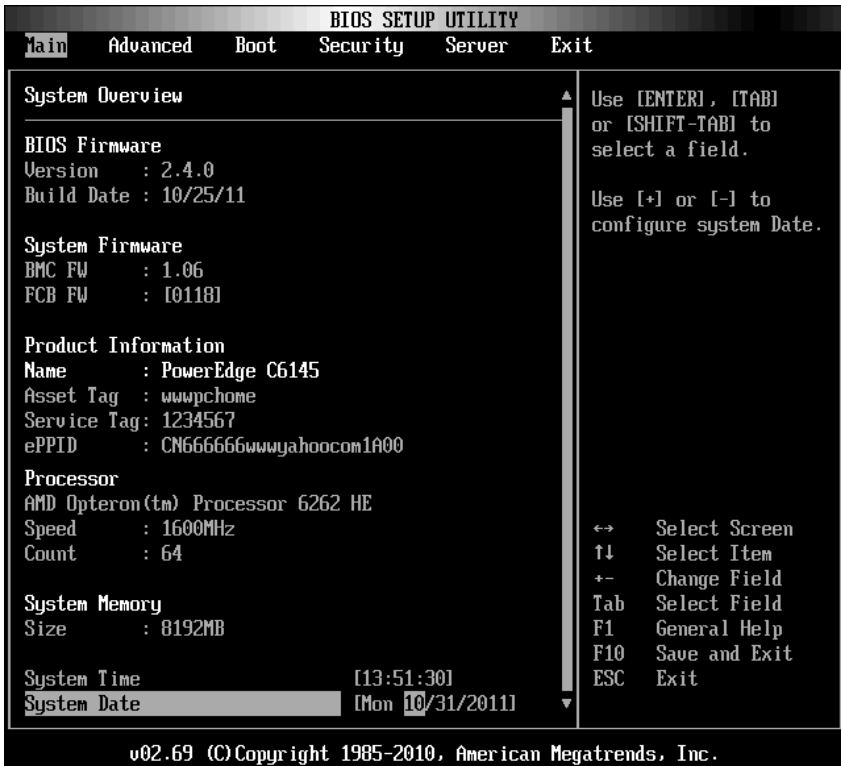 BIOS SETUP UTILITY
Main Advanced Boot Security Server Exit
System Overview
BIOS Firmware
Version : 2.4.0
Build Date : 10/25/11
System Firmware
BMC FW : 1.06
FCB FW : [0118]
Product Information
Name : PowerEdge C6145
Asset Tag : wwwpchome
Service Tag: 1234567
ePPID : CN666666wwwyahoocom1A00
Processor
AMD Opteron(tm) Processor 6262 HE
Speed : 1600MHz
Count : 64
System Memory
Size : 8192MB
System Time [13:51:30]
System Date [Mon 10/31/2011]
Use [ENTER], [TAB]
or [SHIFT-TAB] to
select a field.
Use [+] or [-] to
configure system Date.
↔ Select Screen
↑↓ Select Item
+- Change Field
Tab Select Field
F1 General Help
F10 Save and Exit
ESC Exit
v02.69 (C)Copyright 1985-2010, American Megatrends, Inc.